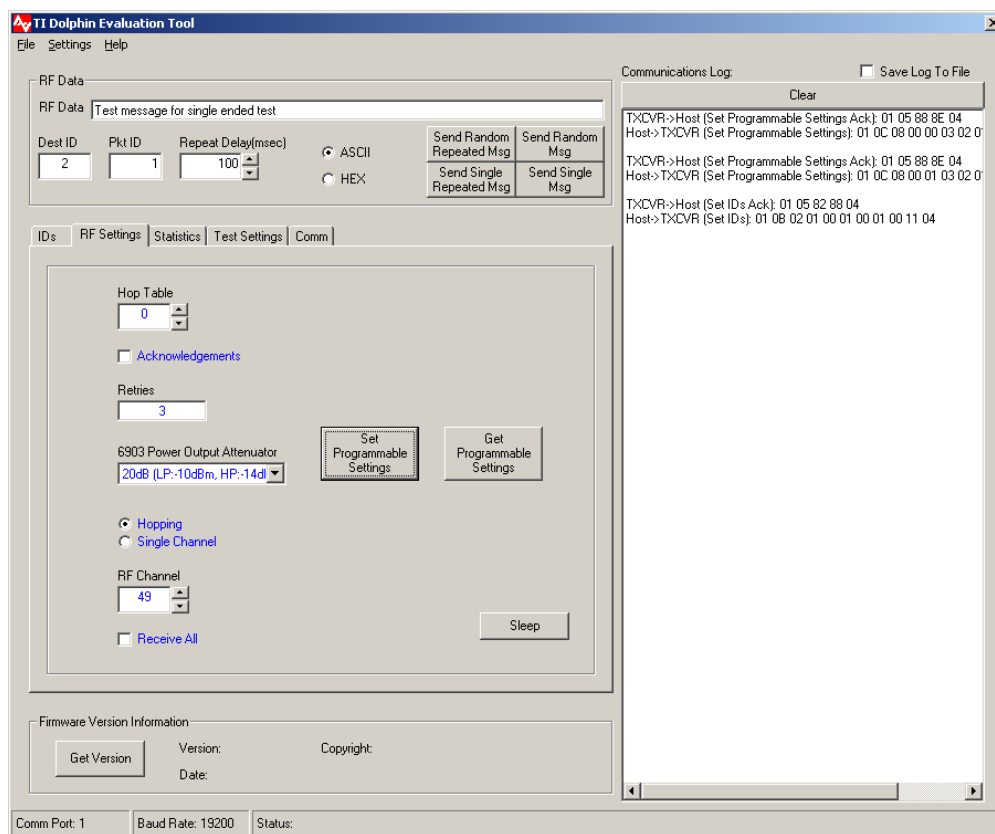 TI Dolphin Evaluation Tool
File Settings Help
RF Data
RF Data Test message for single ended test
Dest ID Pkt ID Repeat Delay(msec)
2 1 100
ASCII
HEX
Send Random Repeated Msg
Send Random Msg
Send Single Repeated Msg
Send Single Msg
IDs RF Settings Statistics Test Settings Comm
Hop Table
0
Acknowledgements
Retries
3
6903 Power Output Attenuator
20dB (LP:-10dBm, HP:-14d
Set Programmable Settings
Get Programmable Settings
Hopping
Single Channel
RF Channel
49
Receive All
Sleep
Firmware Version Information
Get Version
Version: Copyright:
Date:
Communications Log: Save Log To File
Clear
TXCVR->Host (Set Programmable Settings Ack): 01 05 88 8E 04
Host->TXCVR (Set Programmable Settings): 01 0C 08 00 00 03 02 0
TXCVR->Host (Set Programmable Settings Ack): 01 05 88 8E 04
Host->TXCVR (Set Programmable Settings): 01 0C 08 00 01 03 02 0
TXCVR->Host (Set IDs Ack): 01 05 82 88 04
Host->TXCVR (Set IDs): 01 0B 02 01 00 01 00 01 00 11 04
Comm Port: 1 Baud Rate: 19200 Status: